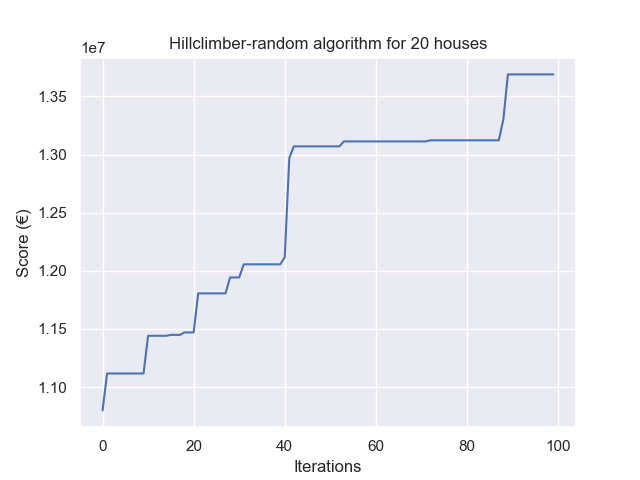 Hillclimber-random algorithm for 20 houses
1e7
1.35
1.30
1.25
1.20
1.15
1.10
Score (€)
0 20 40 60 80 100
Iterations